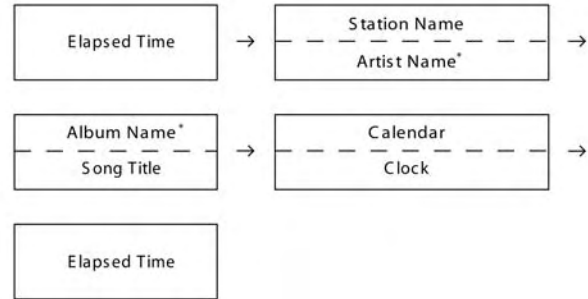 Elapsed Time → Station Name →
Artist Name*
Album Name* → Calendar →
Song Title Clock
Elapsed Time